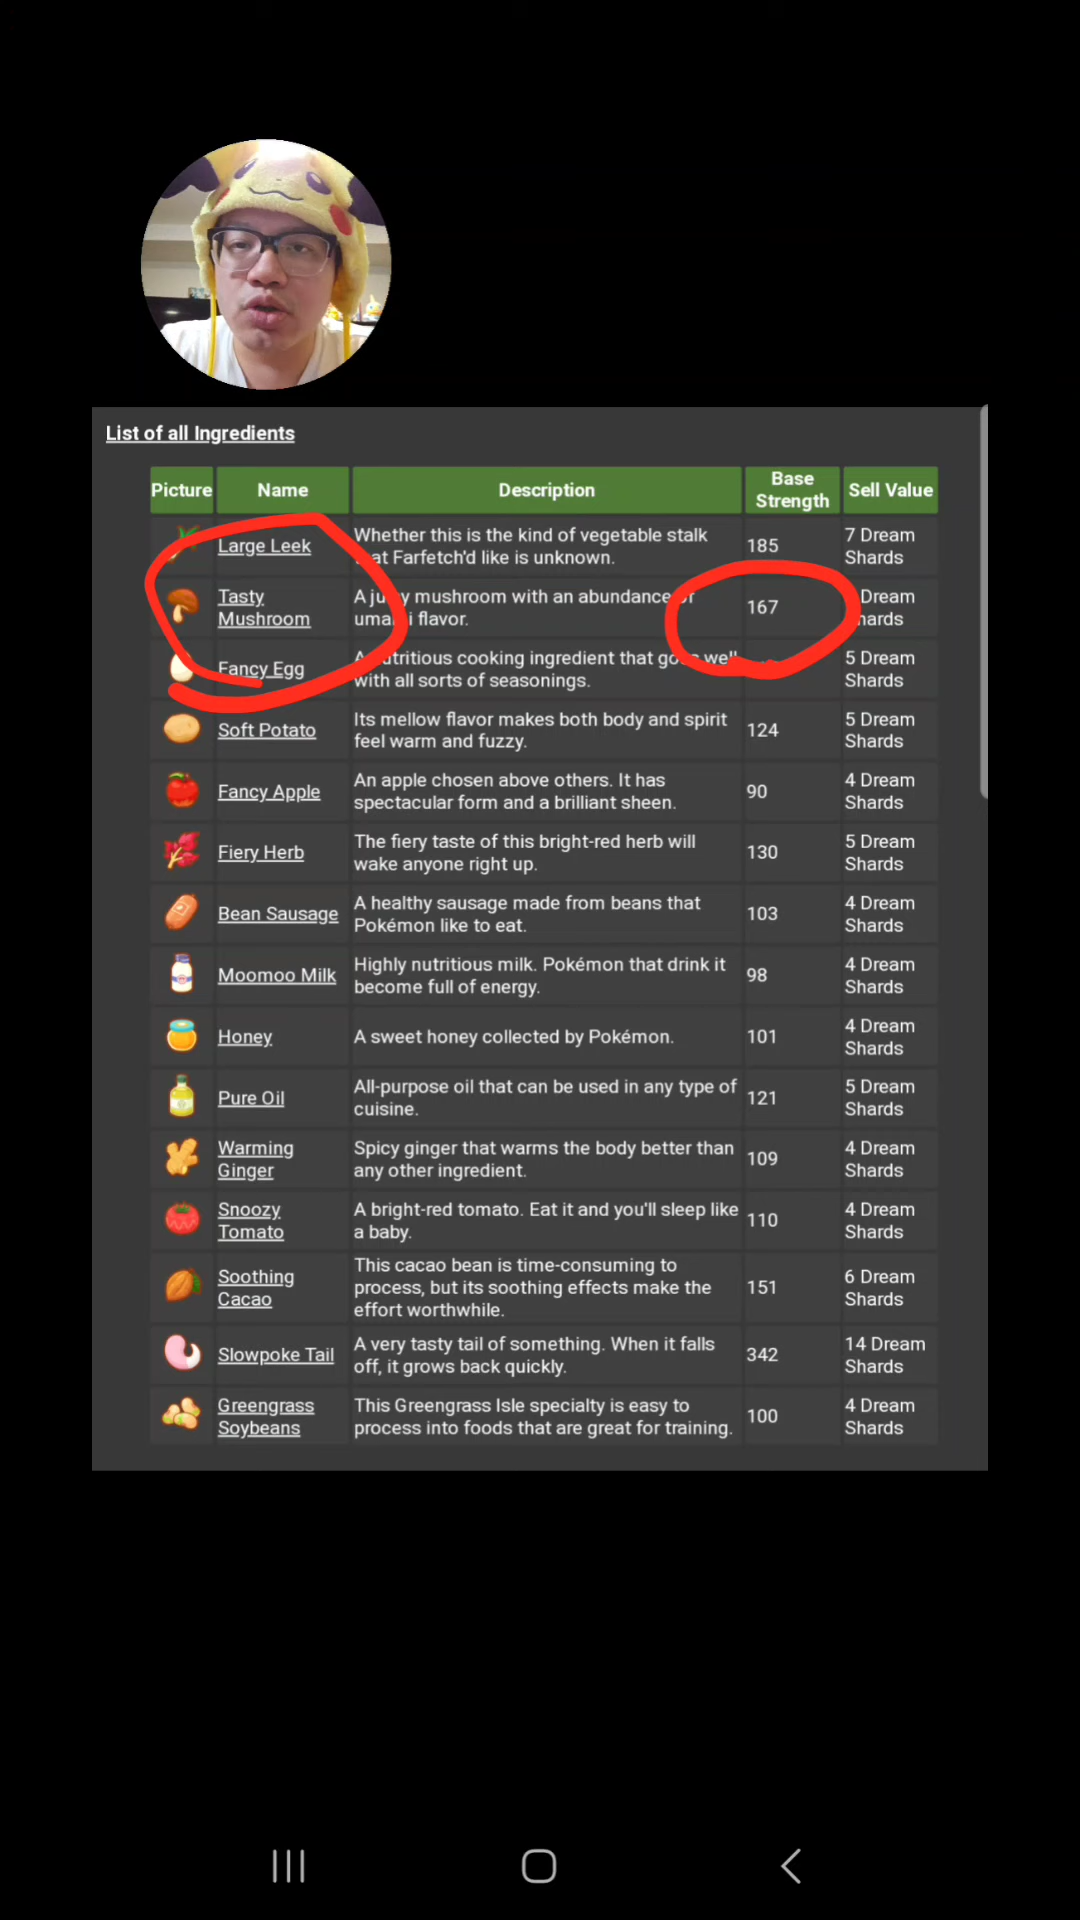 List of all Ingredients
Picture Name Description Base Strength Sell Value
Large Leek
Whether this is the kind of vegetable stalk
Farfetch'd like is unknown.
185
7 Dream
Shards
Tasty
Mushroom
A juicy mushroom with an abundance of
umami flavor.
167
Dream
Shards
Fancy Egg
A nutritious cooking ingredient that goes well
with all sorts of seasonings.
5 Dream
Shards
Soft Potato
Its mellow flavor makes both body and spirit
feel warm and fuzzy.
124
5 Dream
Shards
Fancy Apple
An apple chosen above others. It has
spectacular form and a brilliant sheen.
90
4 Dream
Shards
Fiery Herb
The fiery taste of this bright-red herb will
wake anyone right up.
130
5 Dream
Shards
Bean Sausage
A healthy sausage made from beans that
Pokémon like to eat.
103
4 Dream
Shards
Moomoo Milk
Highly nutritious milk. Pokémon that drink it
become full of energy.
98
4 Dream
Shards
Honey
A sweet honey collected by Pokémon.
101
4 Dream
Shards
Pure Oil
All-purpose oil that can be used in any type of
cuisine.
121
5 Dream
Shards
Warming
Ginger
Spicy ginger that warms the body better than
any other ingredient.
109
4 Dream
Shards
Snoozy
Tomato
A bright-red tomato. Eat it and you'll sleep like
a baby.
110
4 Dream
Shards
Soothing
Cacao
This cacao bean is time-consuming to
process, but its soothing effects make the
effort worthwhile.
151
6 Dream
Shards
Slowpoke Tail
A very tasty tail of something. When it falls
off, it grows back quickly.
342
14 Dream
Shards
Greengrass
Soybeans
This Greengrass Isle specialty is easy to
process into foods that are great for training.
100
4 Dream
Shards